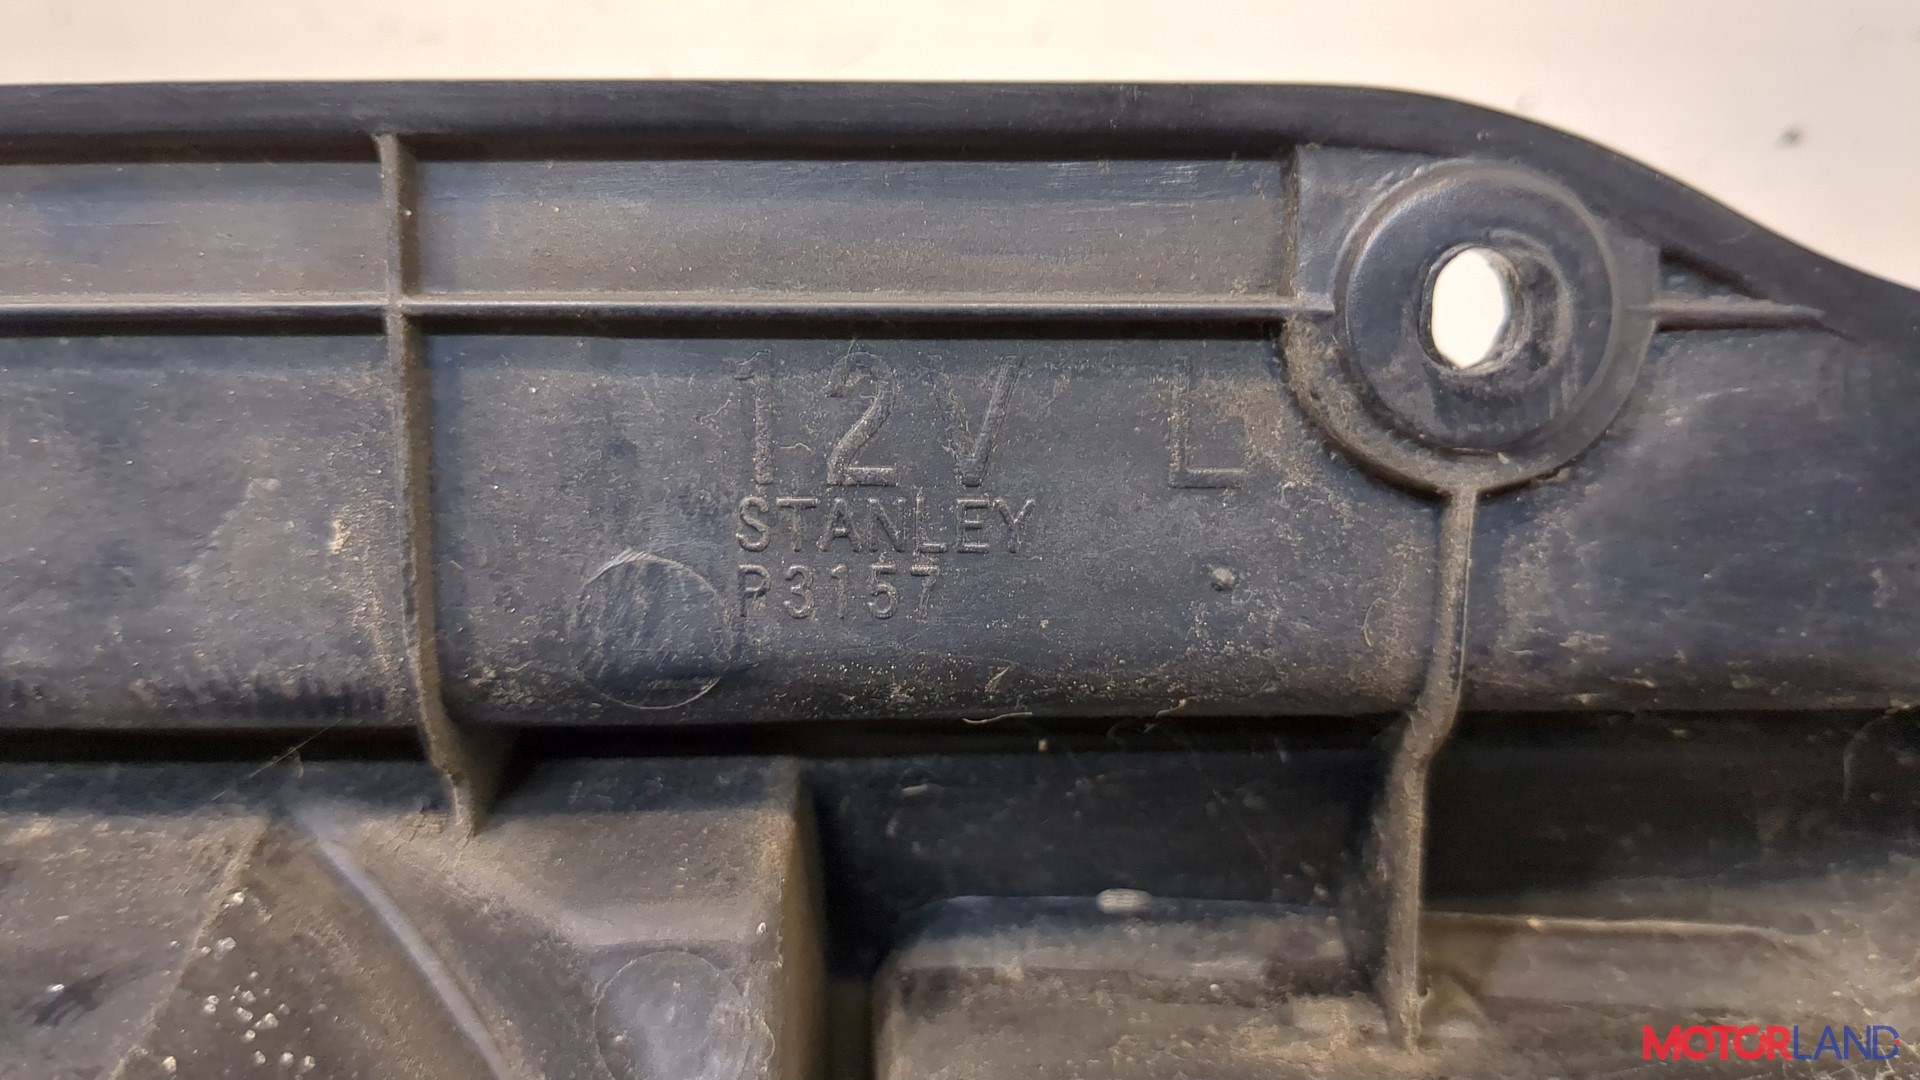 12V L
STANLEY
P3157
MOTORLAND